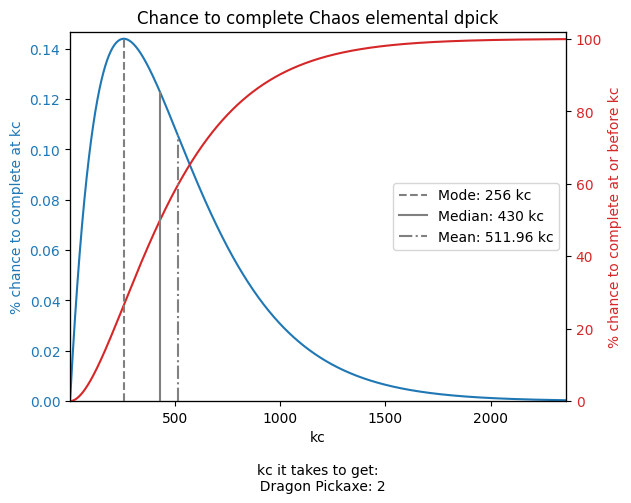 Chance to complete Chaos elemental dpick
% chance to complete at kc
0.14
0.12
0.10
0.08
0.06
0.04
0.02
0.00
Mode: 256 kc
Median: 430 kc
Mean: 511.96 kc
100
80
60
40
20
0
% chance to complete at or before kc
500
1000
1500
2000
kc
kc it takes to get:
Dragon Pickaxe: 2